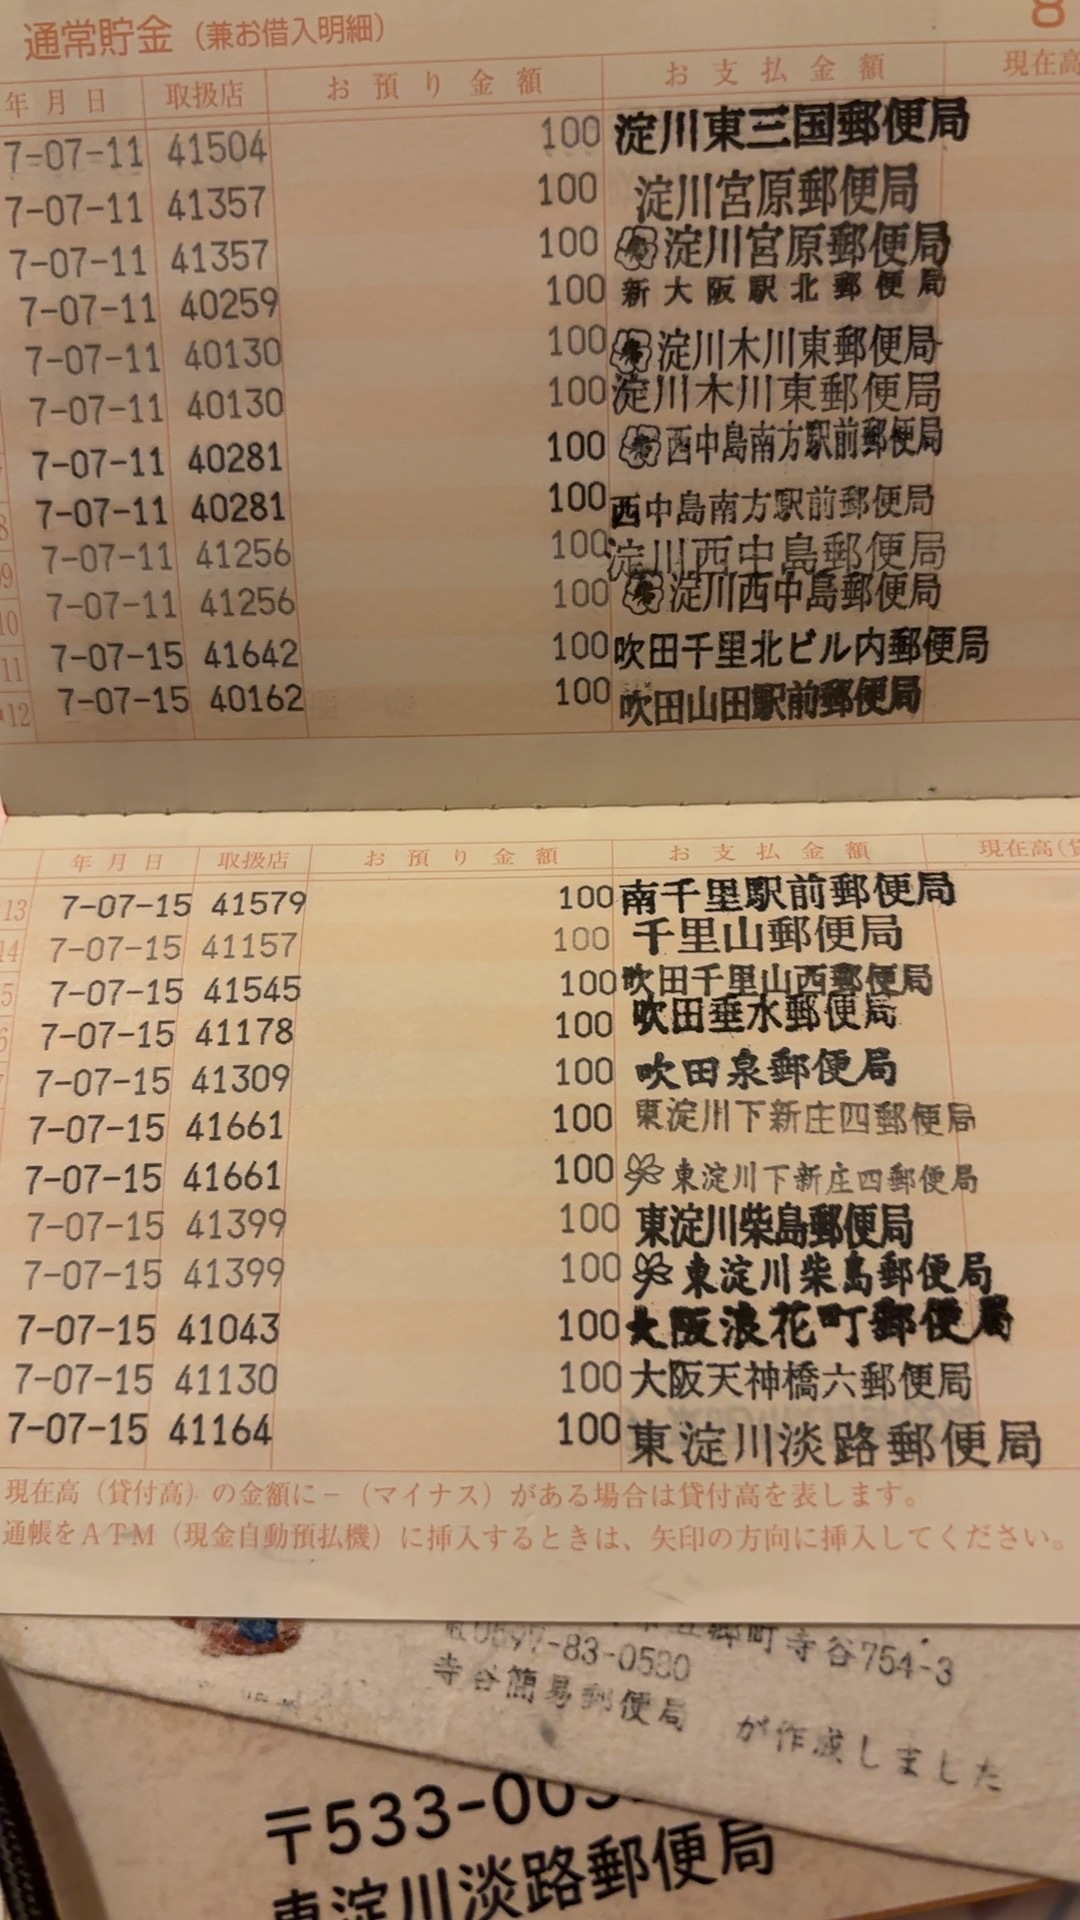 8
通常貯金（兼お借入明細）
年月日 取扱店 お預り金額 お支払金額 現在高
7-07-11 41504 100 淀川東三国郵便局
7-07-11 41357 100 淀川宮原郵便局
7-07-11 41357 100 淀川宮原郵便局
7-07-11 40259 100 新大阪駅北郵便局
7-07-11 40130 100 淀川木川東郵便局
7-07-11 40130 100 淀川木川東郵便局
7-07-11 40281 100 西中島南方駅前郵便局
8 7-07-11 40281 100 西中島南方駅前郵便局
09 7-07-11 41256 100 淀川西中島郵便局
10 7-07-11 41256 100 淀川西中島郵便局
11 7-07-15 41642 100 吹田千里北ビル内郵便局
12 7-07-15 40162 100 吹田山田駅前郵便局
年月日 取扱店 お預り金額 お支払金額 現在高（貸
13 7-07-15 41579 100 南千里駅前郵便局
14 7-07-15 41157 100 千里山郵便局
5 7-07-15 41545 100 吹田千里山西郵便局
6 7-07-15 41178 100 吹田垂水郵便局
7-07-15 41309 100 吹田泉郵便局
7-07-15 41661 100 東淀川下新庄四郵便局
7-07-15 41661 100 東淀川下新庄四郵便局
7-07-15 41399 100 東淀川柴島郵便局
7-07-15 41399 100 東淀川柴島郵便局
7-07-15 41043 100 大阪浪花町郵便局
7-07-15 41130 100 大阪天神橋六郵便局
7-07-15 41164 100 東淀川淡路郵便局
現在高（貸付高）の金額に－（マイナス）がある場合は貸付高を表します。
通帳をＡＴＭ（現金自動預払機）に挿入するときは、矢印の方向に挿入してください。
郷町寺谷754-3
0597-83-0530
寺谷簡易郵便局 が作成しました
〒533-003
東淀川淡路郵便局